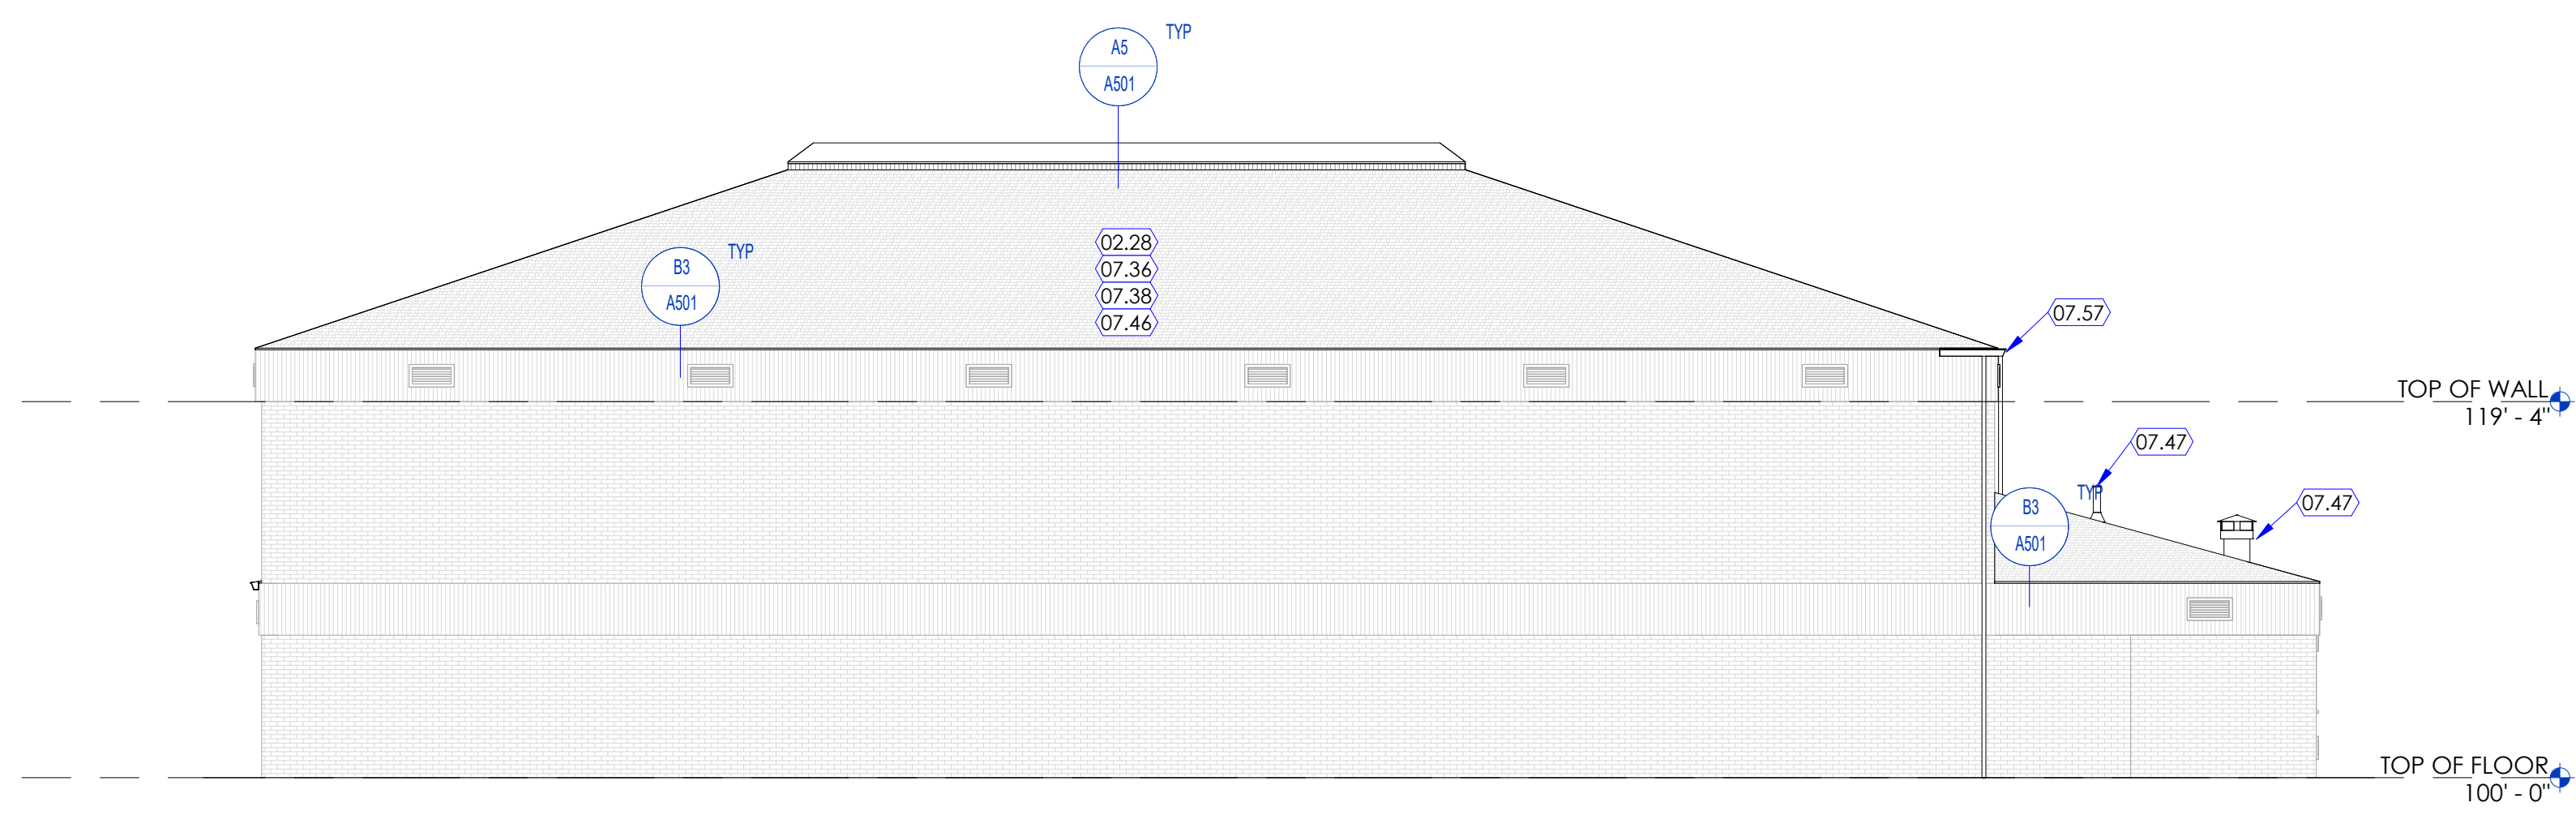 A5
A501
TYP
B3
A501
TYP
02.28
07.36
07.38
07.46
07.57
TOP OF WALL
119' - 4"
07.47
07.47
B3
A501
TYP
TOP OF FLOOR
100' - 0"